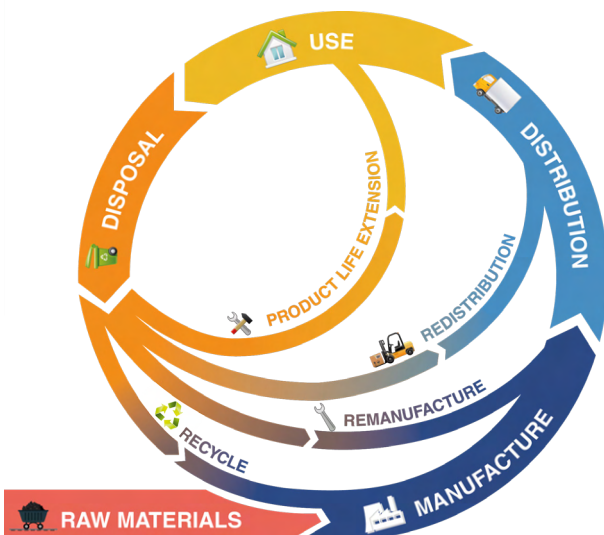 USE
DISPOSAL
DISTRIBUTION
PRODUCT LIFE EXTENSION
REDISTRIBUTION
REMANUFACTURE
RECYCLE
MANUFACTURE
RAW MATERIALS